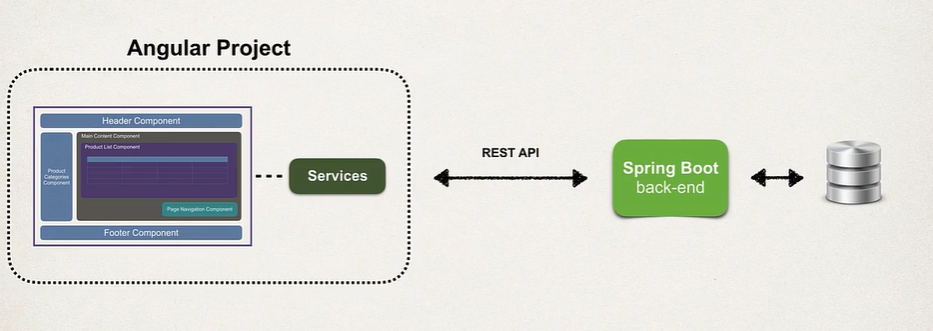 Angular Project
Header Component
Main Content Component
Product List Component
Product
Categories
Component
Page Navigation Component
Footer Component
Services
REST API
Spring Boot
back-end